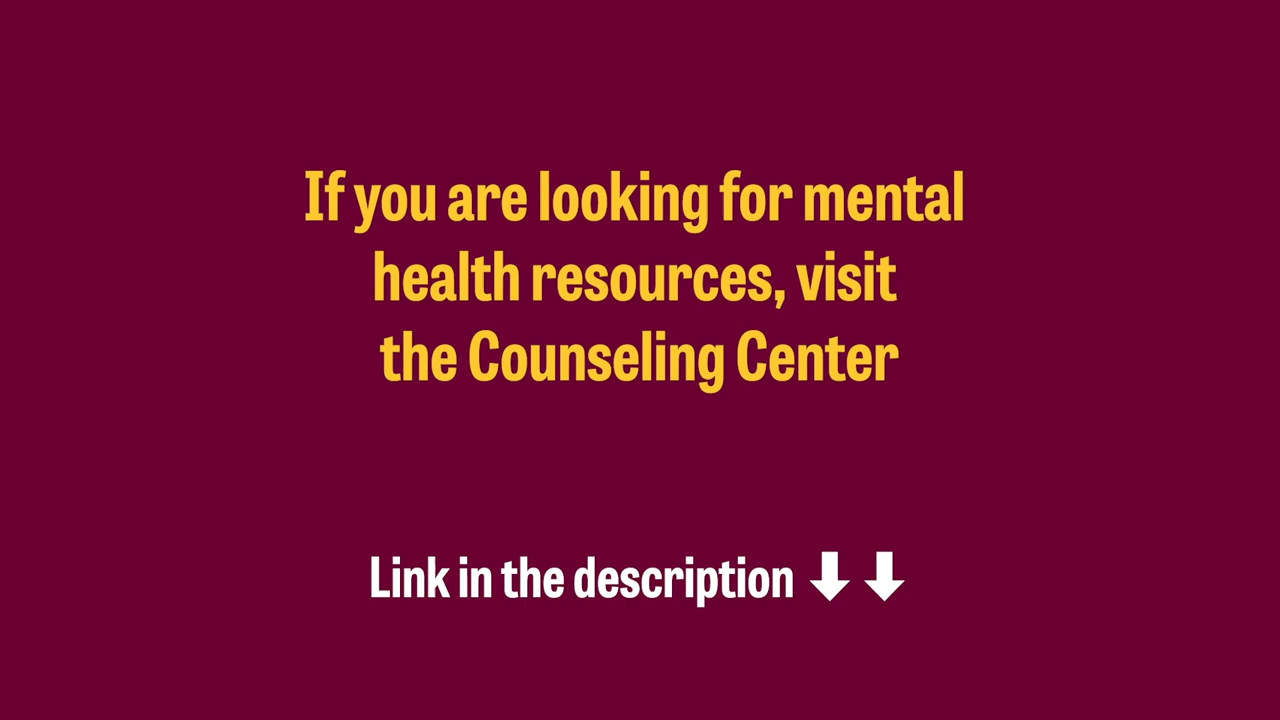 If you are looking for mental
health resources, visit
the Counseling Center
Link in the description ⬇⬇